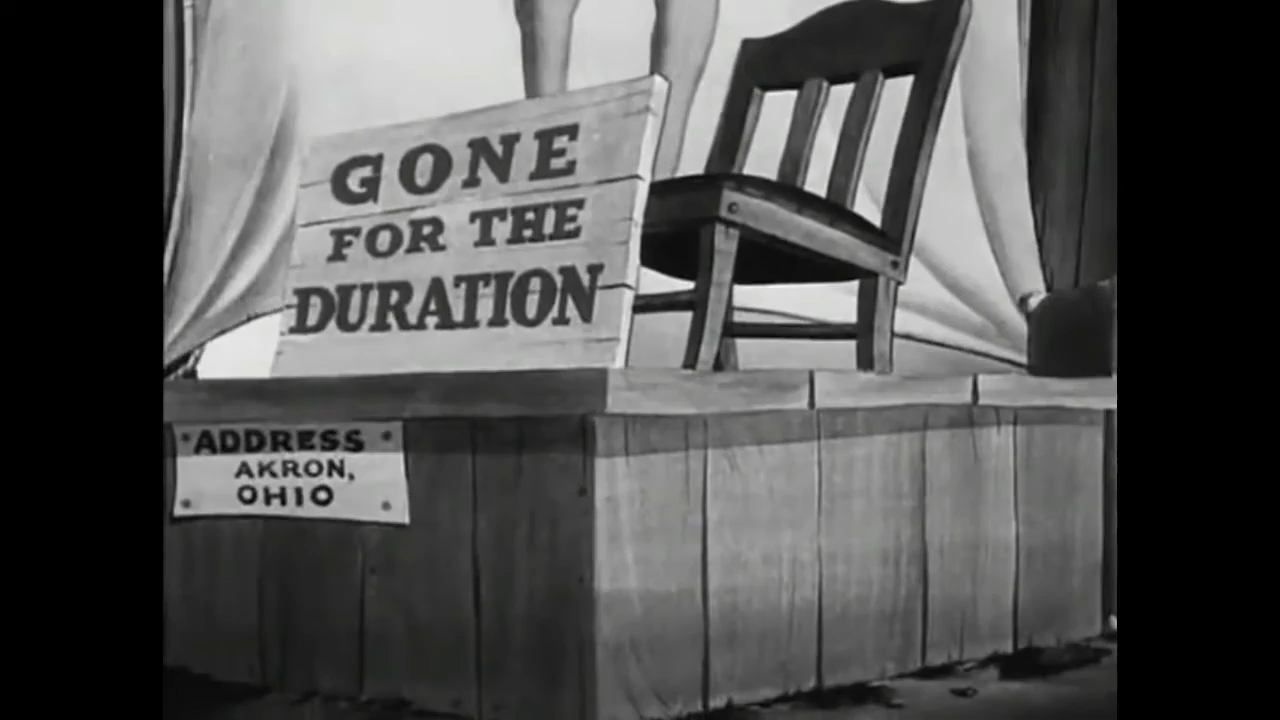 GONE
FOR THE
DURATION
ADDRESS
AKRON,
OHIO